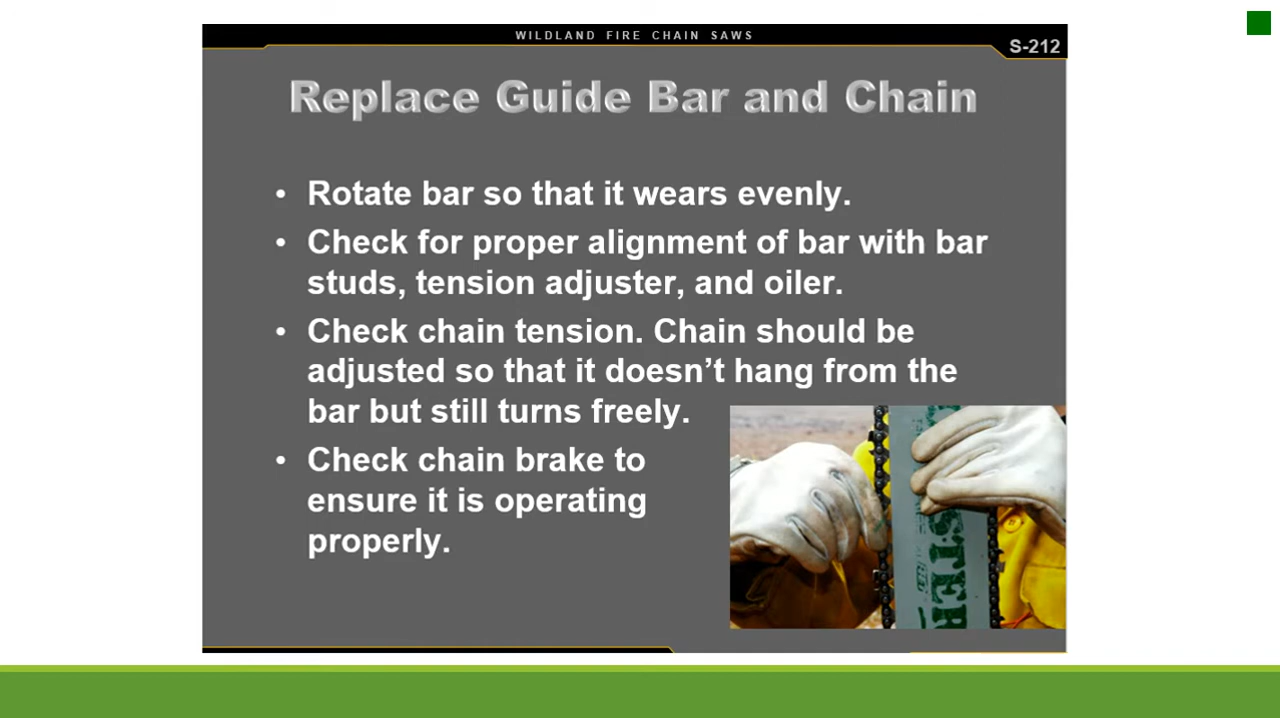 WILDLAND FIRE CHAIN SAWS
S-212
Replace Guide Bar and Chain
• Rotate bar so that it wears evenly.
• Check for proper alignment of bar with bar
studs, tension adjuster, and oiler.
• Check chain tension. Chain should be
adjusted so that it doesn’t hang from the
bar but still turns freely.
• Check chain brake to
ensure it is operating
properly.
STER